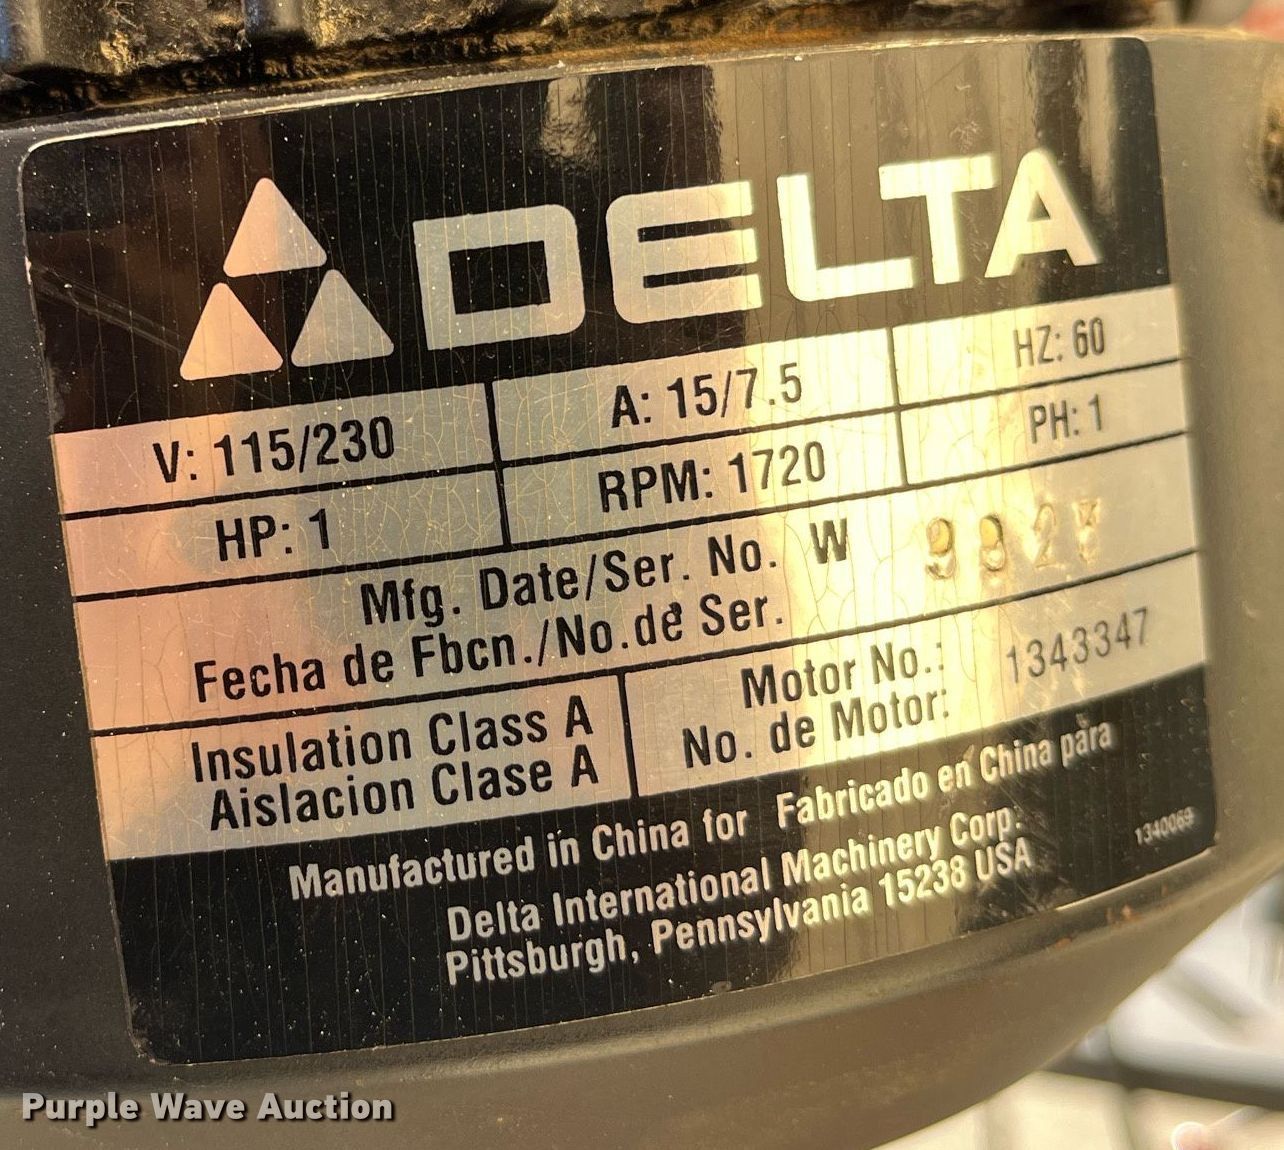 DELTA
V: 115/230
A: 15/7.5
HZ: 60
HP: 1
RPM: 1720
PH: 1
Mfg. Date/Ser. No. W
Fecha de Fbcn./No.de Ser.
Insulation Class A
Aislacion Clase A
Motor No.: 1343347
No. de Motor:
Manufactured in China for Fabricado en China pàra
Delta International Machinery Corp.
Pittsburgh, Pennsylvania 15238 USA
Purple Wave Auction